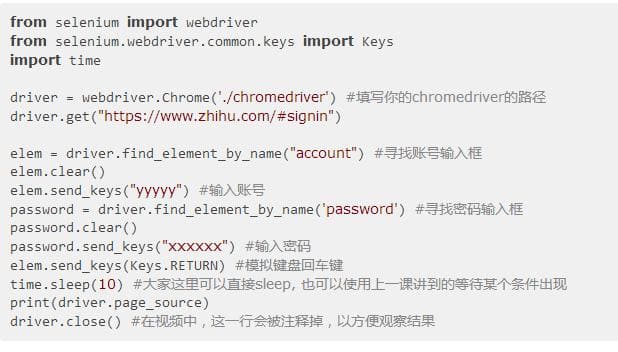 from selenium import webdriver
from selenium.webdriver.common.keys import Keys
import time
driver = webdriver.Chrome('./chromedriver') #填写你的chromedriver的路径
driver.get("https://www.zhihu.com/#signin")
elem = driver.find_element_by_name("account") #寻找账号输入框
elem.clear()
elem.send_keys("yyyyy") #输入账号
password = driver.find_element_by_name('password') #寻找密码输入框
password.clear()
password.send_keys("xxxxxx") #输入密码
elem.send_keys(Keys.RETURN) #模拟键盘回车键
time.sleep(10) #大家这里可以直接sleep, 也可以使用上一课讲到的等待某个条件出现
print(driver.page_source)
driver.close() #在视频中，这一行会被注释掉，以方便观察结果